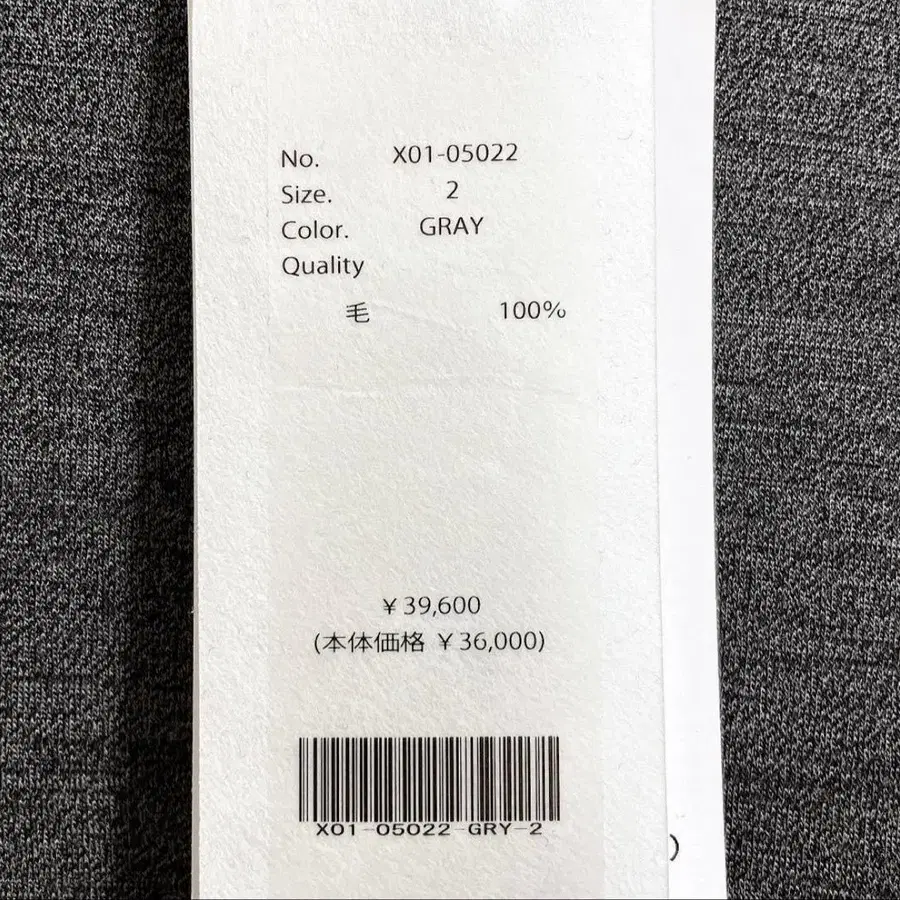 No. X01-05022
Size. 2
Color. GRAY
Quality
毛 100%
¥39,600
(本体価格 ¥36,000)
X01-05022-GRY-2
)